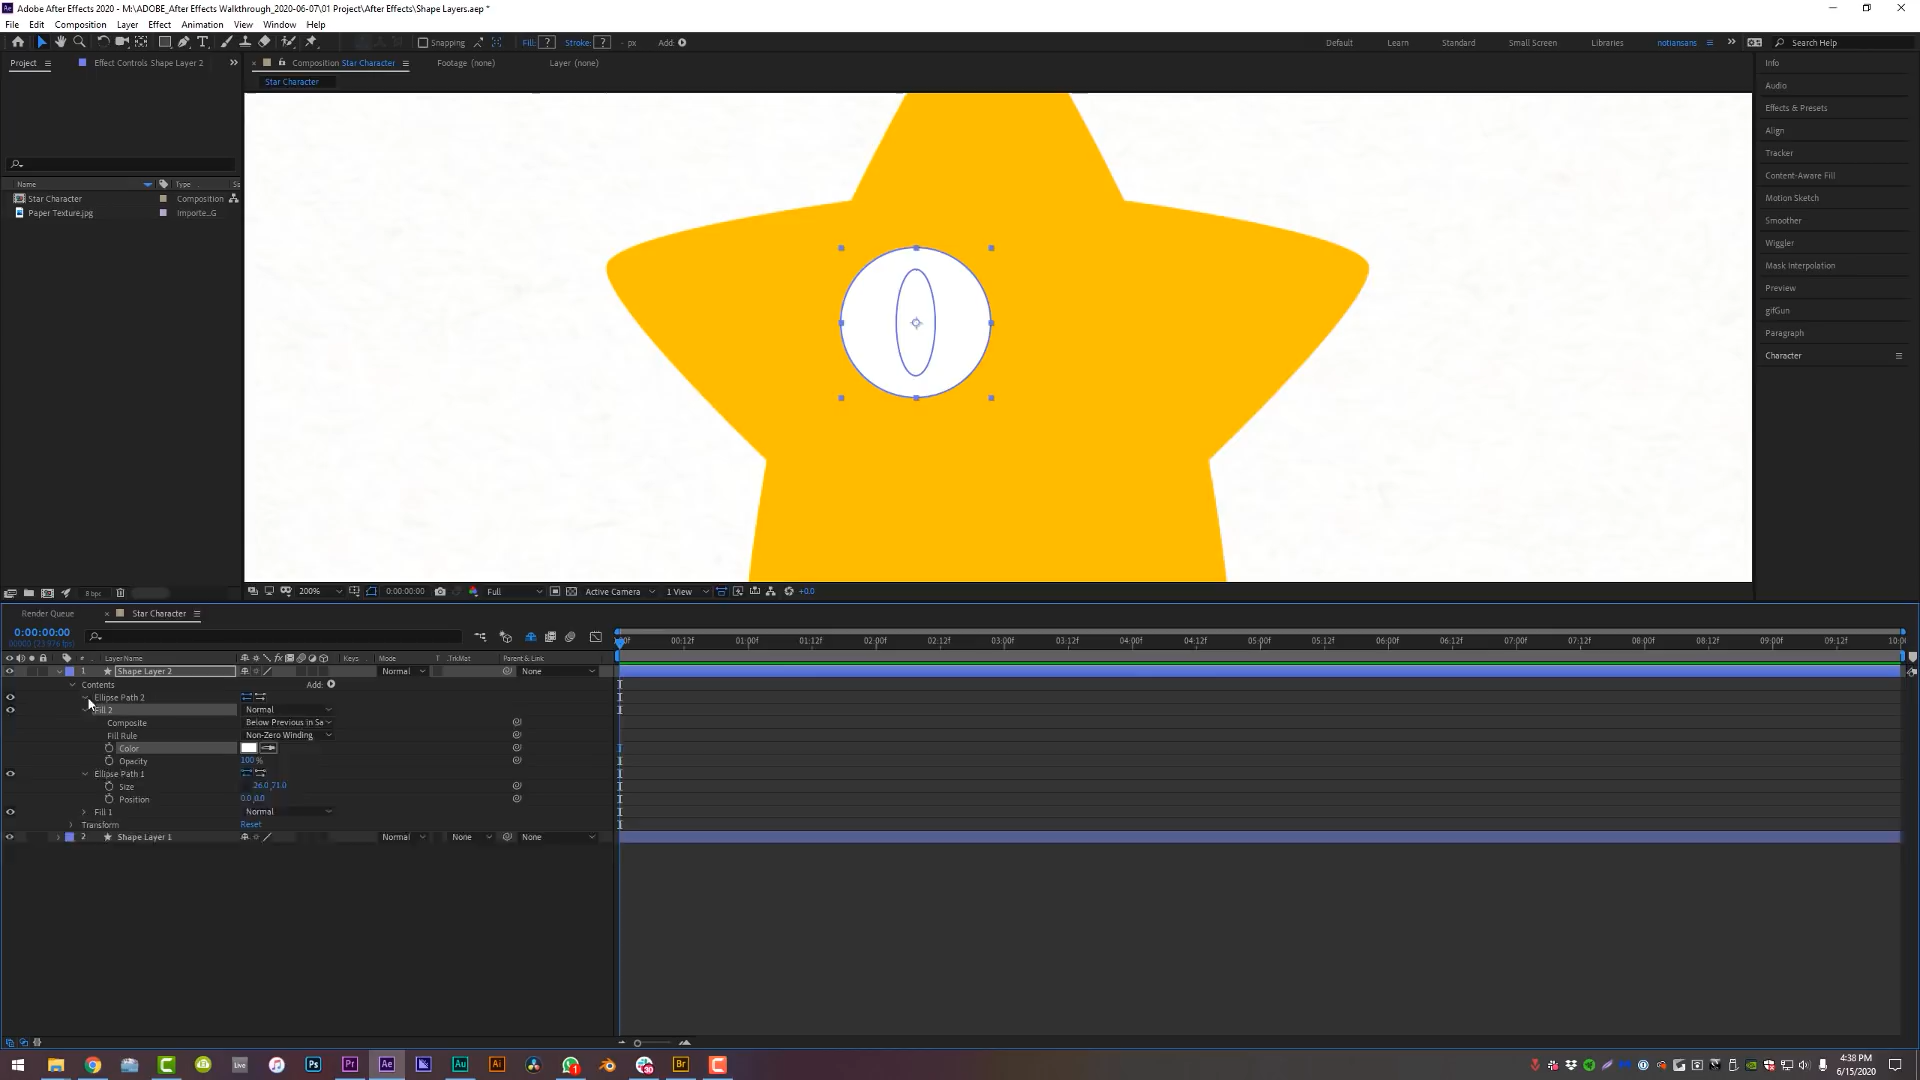 Adobe After Effects 2020 - M:\ADOBE_After Effects Walkthrough_2020-06-07\01 Project\After Effects\Shape Layers.aep *
File Edit Composition Layer Effect Animation View Window Help
Snapping Fill: ? Stroke: ? - px Add: Default Learn Standard Small Screen Libraries notiansans Search Help
Project Effect Controls Shape Layer 2 Composition Star Character Footage (none) Layer (none) Info
Star Character
Audio
Effects & Presets
Align
Tracker
Content-Aware Fill
Motion Sketch
Smoother
Wiggler
Mask Interpolation
Preview
gifGun
Paragraph
Character
Name Type
Star Character Composition
Paper Texture.jpg Importe...G
8 bpc 200% 0:00:00:00 Full Active Camera 1 View +0.0
Render Queue Star Character
0:00:00:00
00:12f 01:00f 01:12f 02:00f 02:12f 03:00f 03:12f 04:00f 04:12f 05:00f 05:12f 06:00f 06:12f 07:00f 07:12f 08:00f 08:12f 09:00f 09:12f
# Layer Name Keys Mode T .TrkMat Parent & Link
1 Shape Layer 2 Normal None
Contents Add:
Ellipse Path 2
Fill 2 Normal
Composite Below Previous in Sa
Fill Rule Non-Zero Winding
Color
Opacity 100 %
Ellipse Path 1
Size 26.0,71.0
Position 0.0,0.0
Fill 1 Normal
Transform Reset
2 Shape Layer 1 Normal None None
Live Ps Pr Ae Au Ai Br
4:38 PM
6/15/2020